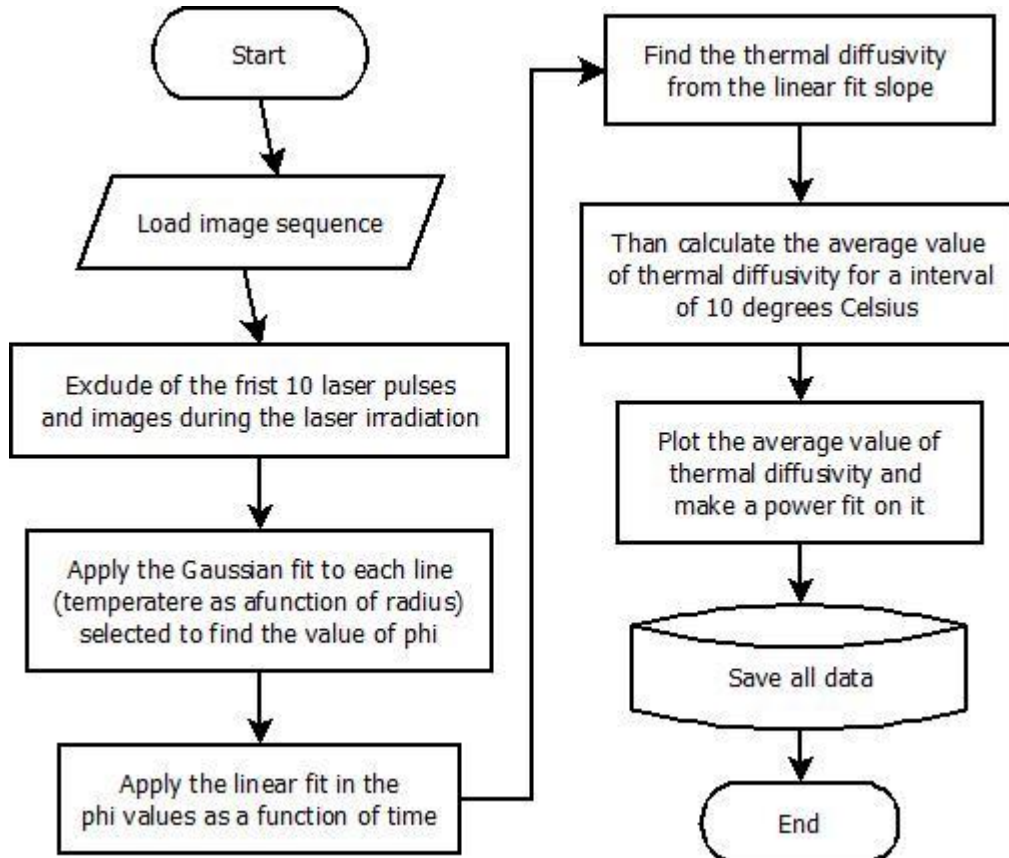 Start
Load image sequence
Exclude of the frist 10 laser pulses
and images during the laser irradiation
Apply the Gaussian fit to each line
(temperatere as afunction of radius)
selected to find the value of phi
Apply the linear fit in the
phi values as a function of time
Find the thermal diffusivity
from the linear fit slope
Than calculate the average value
of thermal diffusivity for a interval
of 10 degrees Celsius
Plot the average value of
thermal diffusivity and
make a power fit on it
Save all data
End